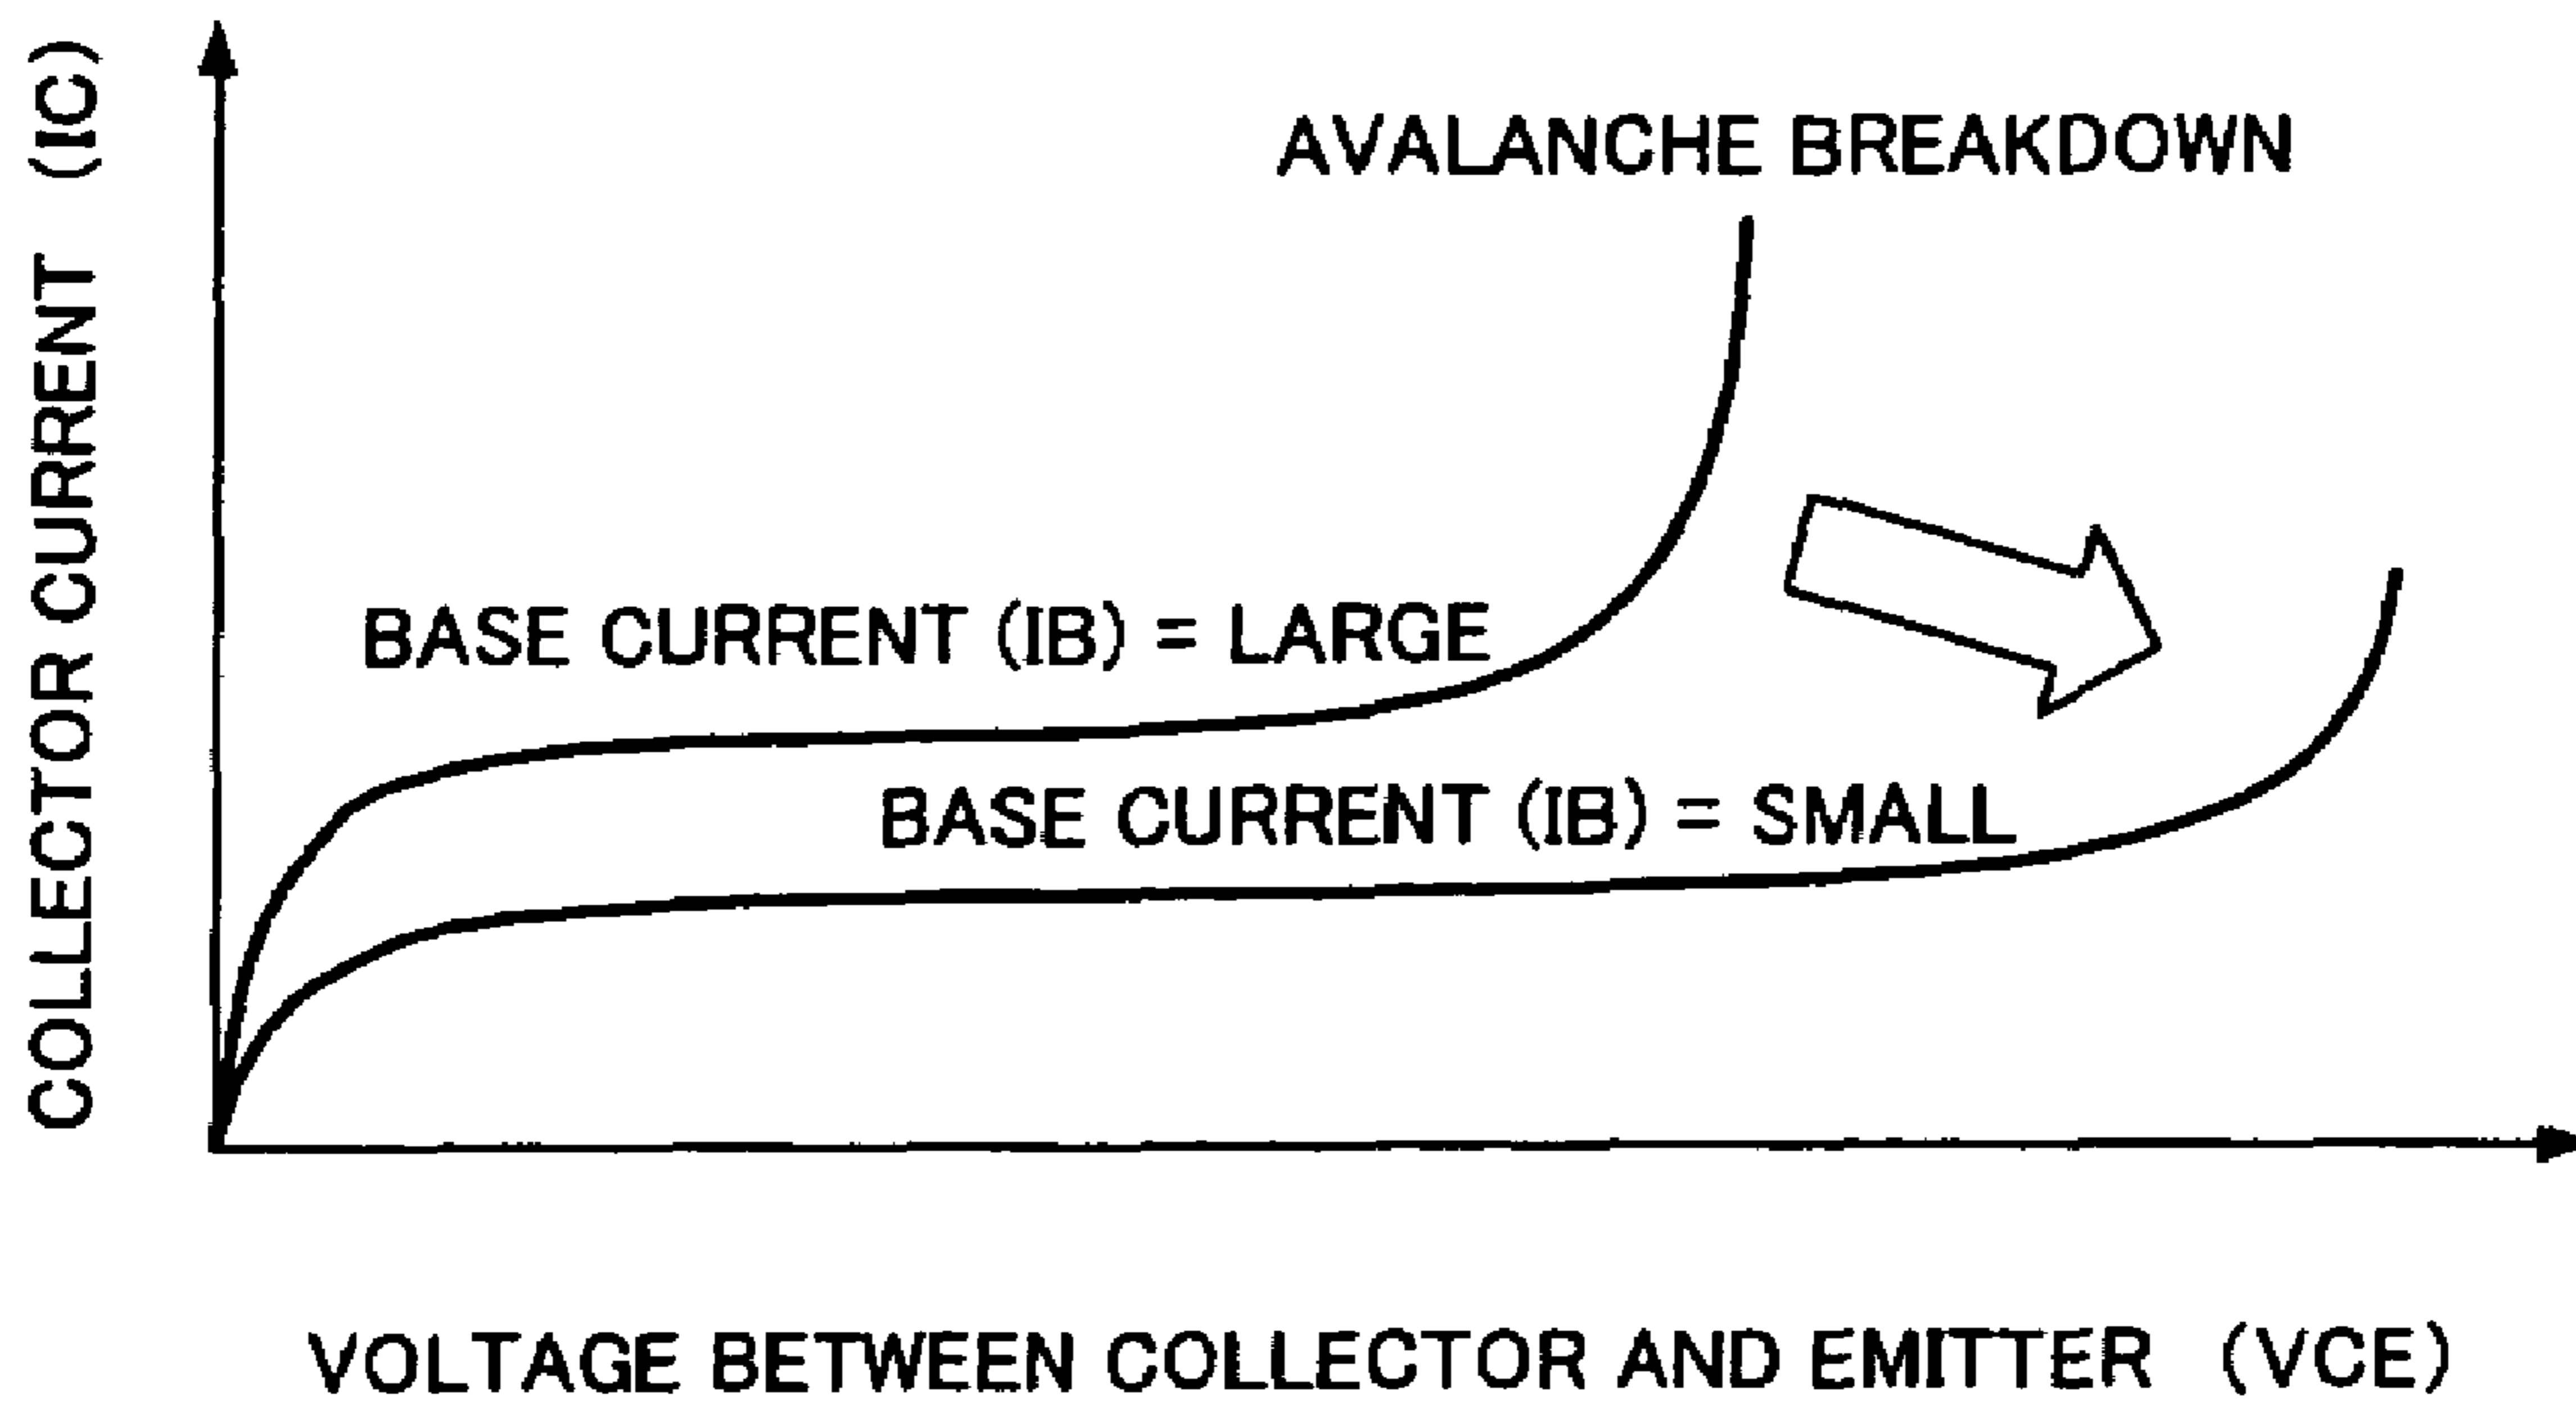 COLLECTOR CURRENT (IC)
AVALANCHE BREAKDOWN
BASE CURRENT (IB) = LARGE
BASE CURRENT (IB) = SMALL
VOLTAGE BETWEEN COLLECTOR AND EMITTER (VCE)